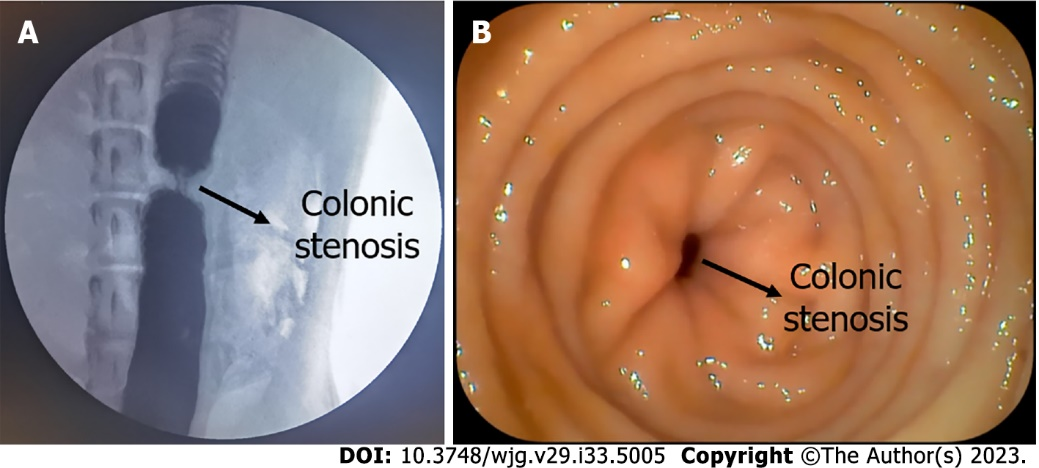 A
Colonic
stenosis
B
Colonic
stenosis
DOI: 10.3748/wjg.v29.i33.5005 Copyright ©The Author(s) 2023.